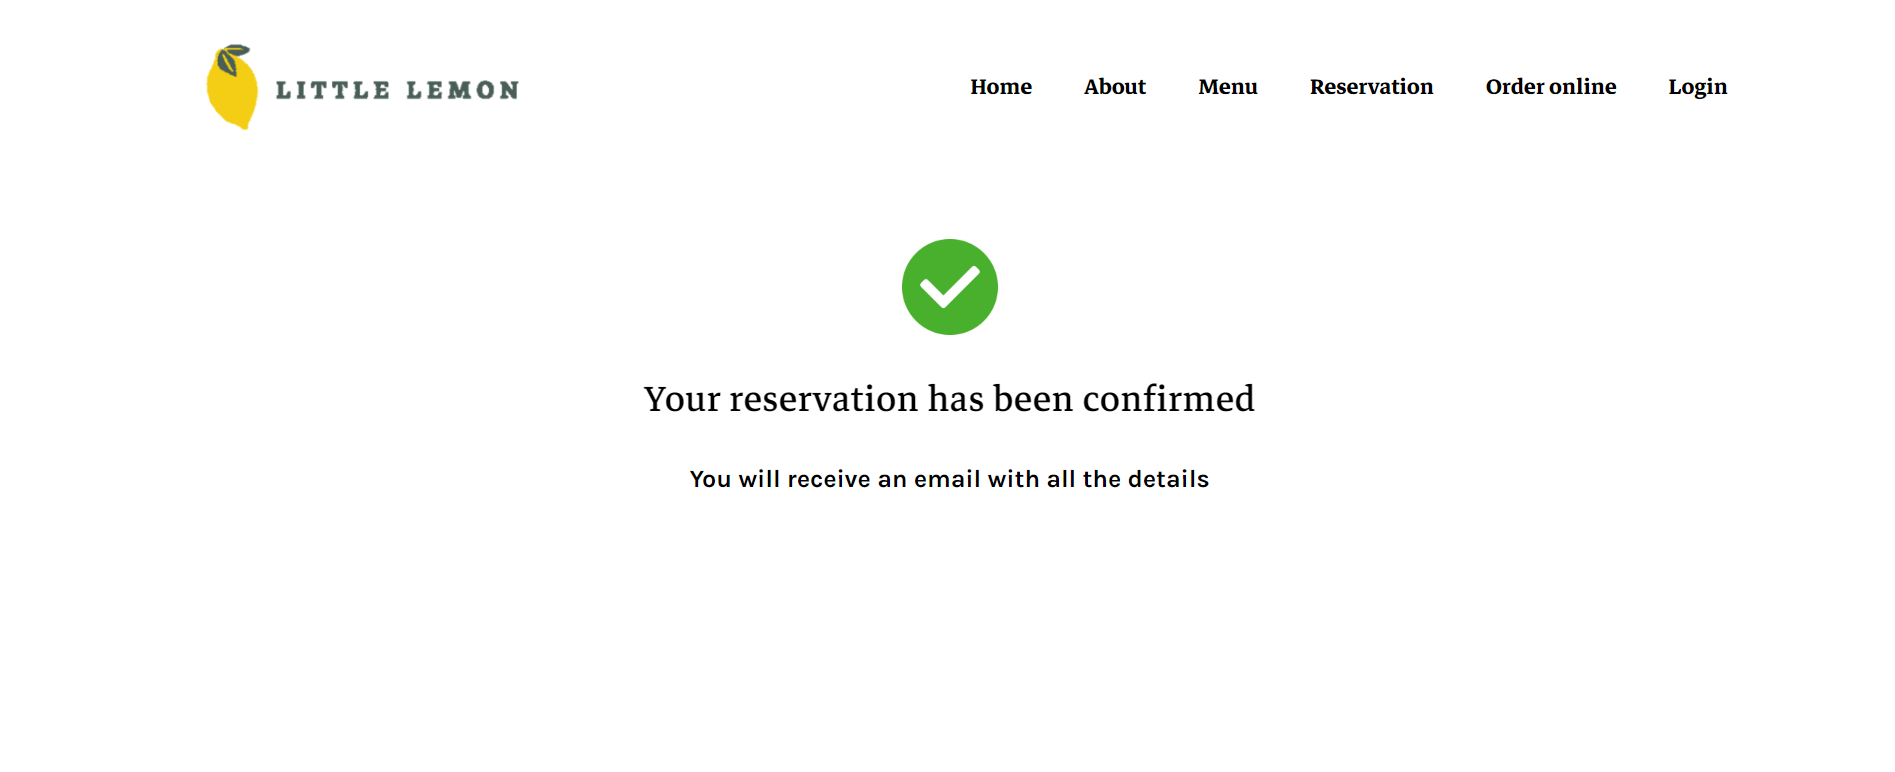 LITTLE LEMON
Home About Menu Reservation Order online Login
Your reservation has been confirmed
You will receive an email with all the details